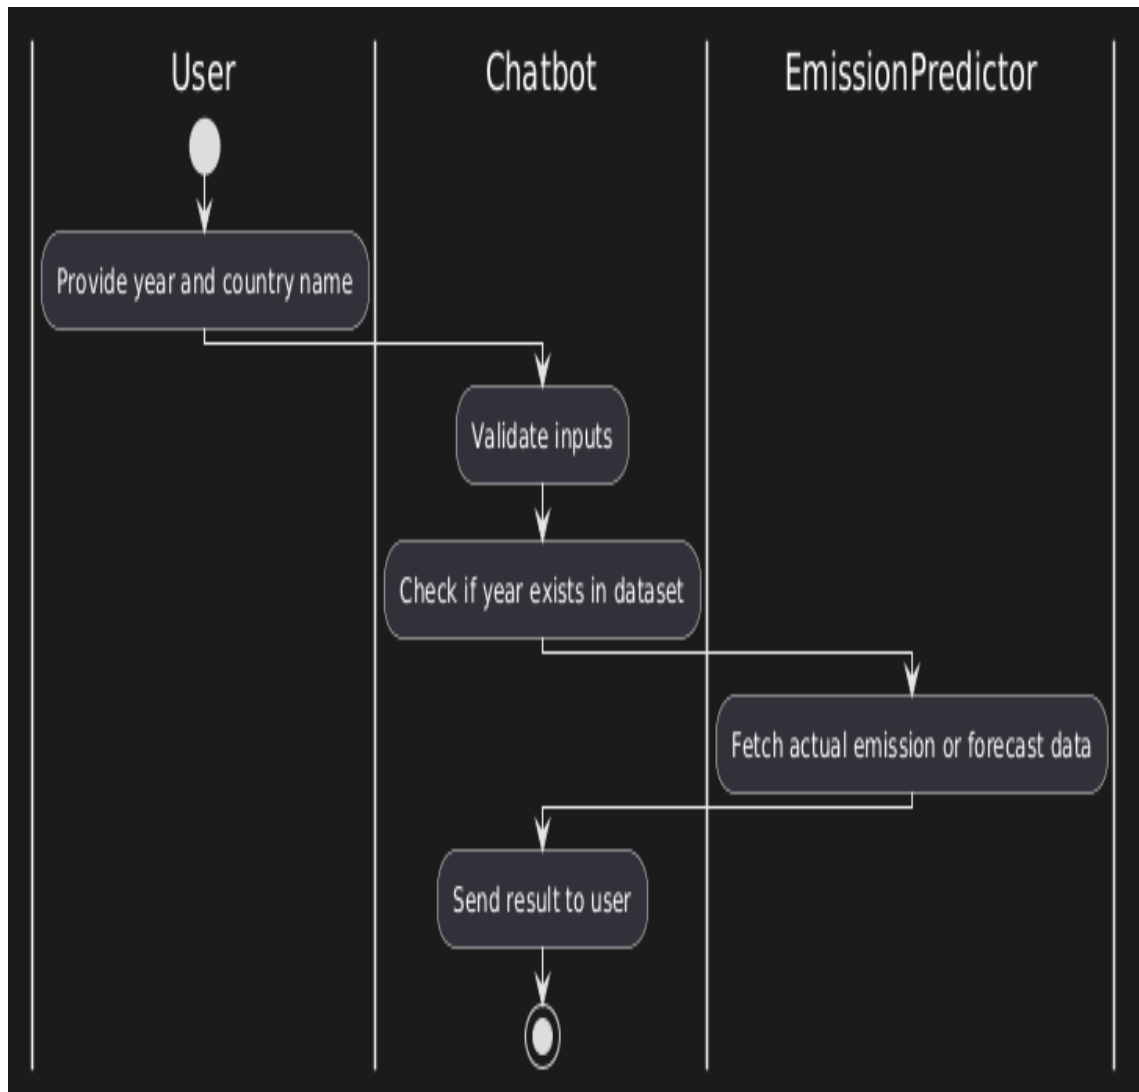 User
Chatbot
EmissionPredictor
Provide year and country name
Validate inputs
Check if year exists in dataset
Fetch actual emission or forecast data
Send result to user